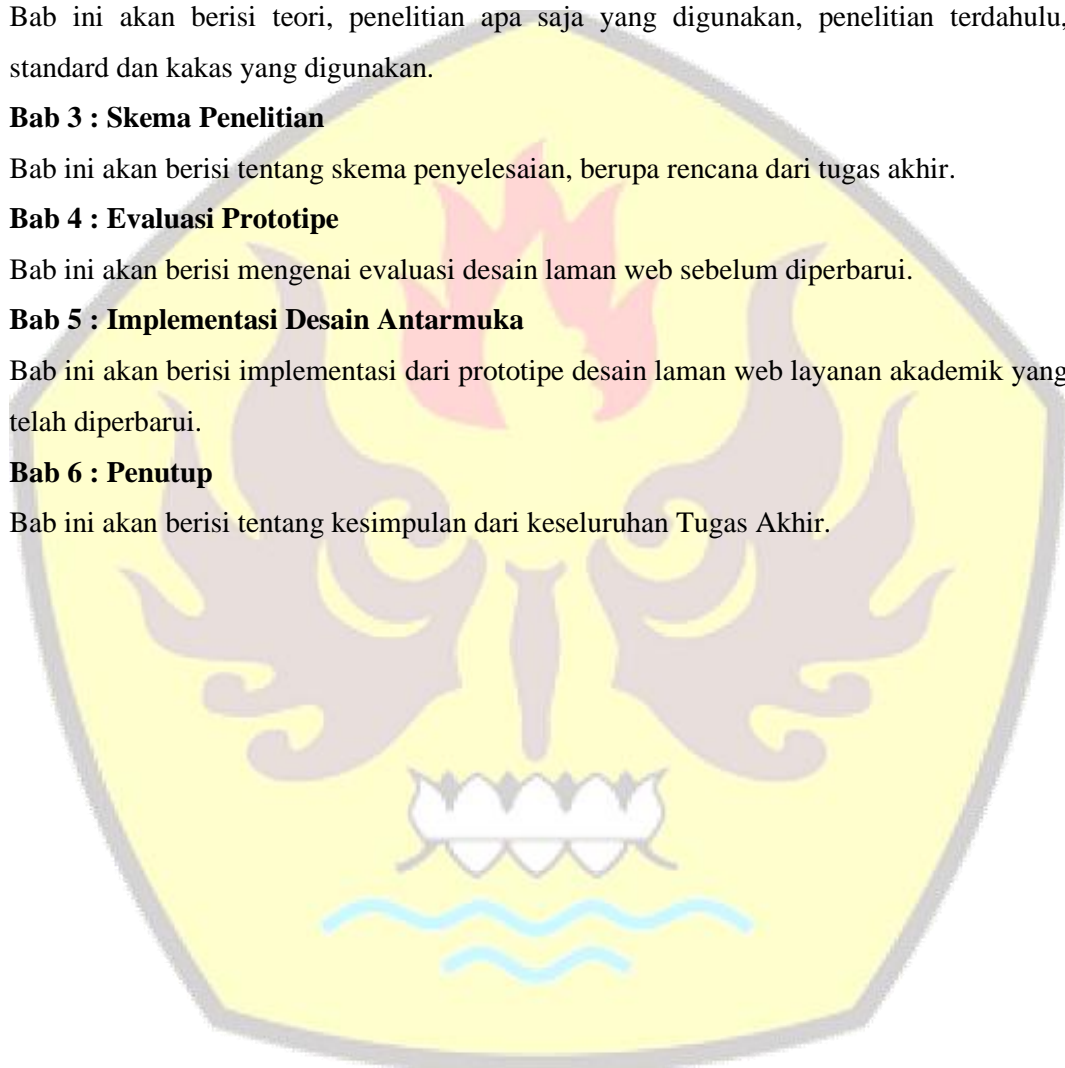 Bab ini akan berisi teori, penelitian apa saja yang digunakan, penelitian terdahulu,
standard dan kakas yang digunakan.
Bab 3 : Skema Penelitian
Bab ini akan berisi tentang skema penyelesaian, berupa rencana dari tugas akhir.
Bab 4 : Evaluasi Prototipe
Bab ini akan berisi mengenai evaluasi desain laman web sebelum diperbarui.
Bab 5 : Implementasi Desain Antarmuka
Bab ini akan berisi implementasi dari prototipe desain laman web layanan akademik yang
telah diperbarui.
Bab 6 : Penutup
Bab ini akan berisi tentang kesimpulan dari keseluruhan Tugas Akhir.